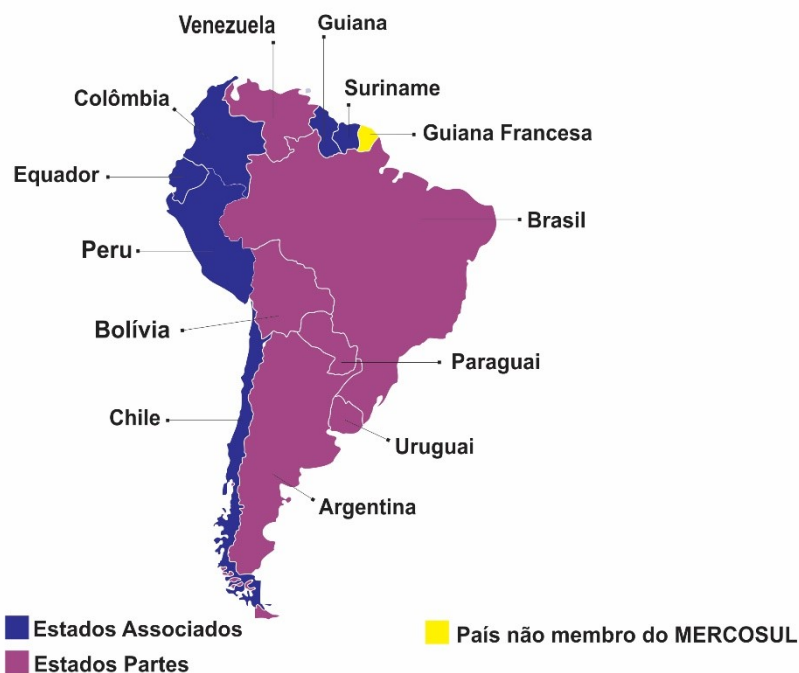 Venezuela
Guiana
Suriname
Colômbia
Guiana Francesa
Equador
Brasil
Peru
Bolívia
Paraguai
Chile
Uruguai
Argentina
Estados Associados
País não membro do MERCOSUL
Estados Partes